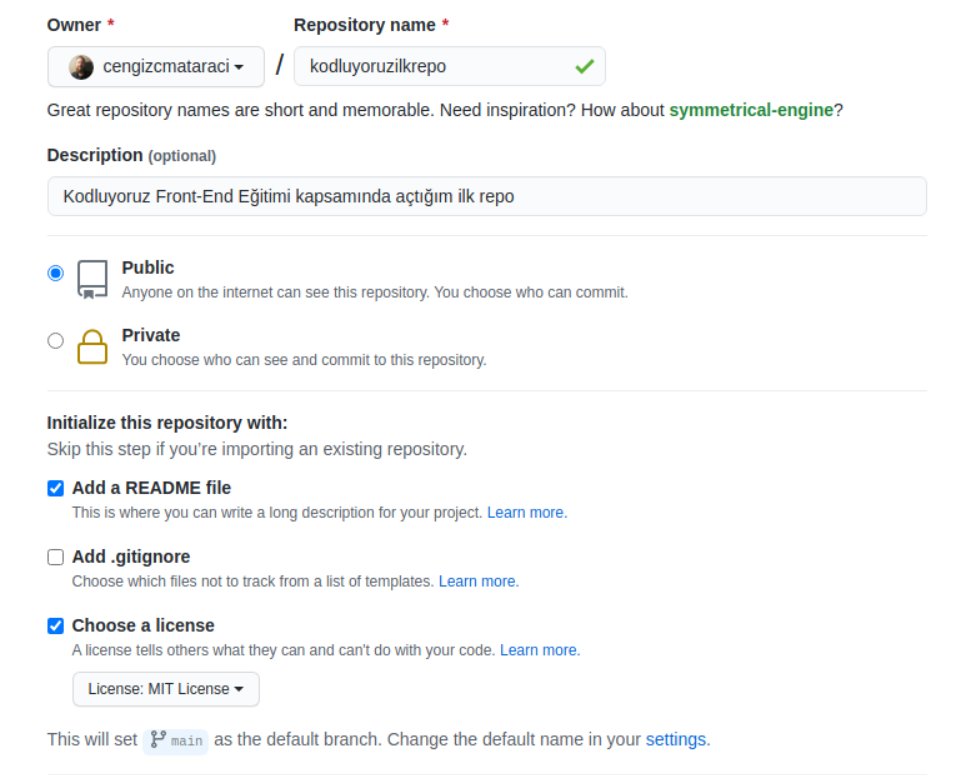 Owner * Repository name *
cengizcmataraci / kodluyoruzilkrepo
Great repository names are short and memorable. Need inspiration? How about symmetrical-engine?
Description (optional)
Kodluyoruz Front-End Eğitimi kapsamında açtığım ilk repo
Public
Anyone on the internet can see this repository. You choose who can commit.
Private
You choose who can see and commit to this repository.
Initialize this repository with:
Skip this step if you’re importing an existing repository.
Add a README file
This is where you can write a long description for your project. Learn more.
Add .gitignore
Choose which files not to track from a list of templates. Learn more.
Choose a license
A license tells others what they can and can't do with your code. Learn more.
License: MIT License
This will set main as the default branch. Change the default name in your settings.